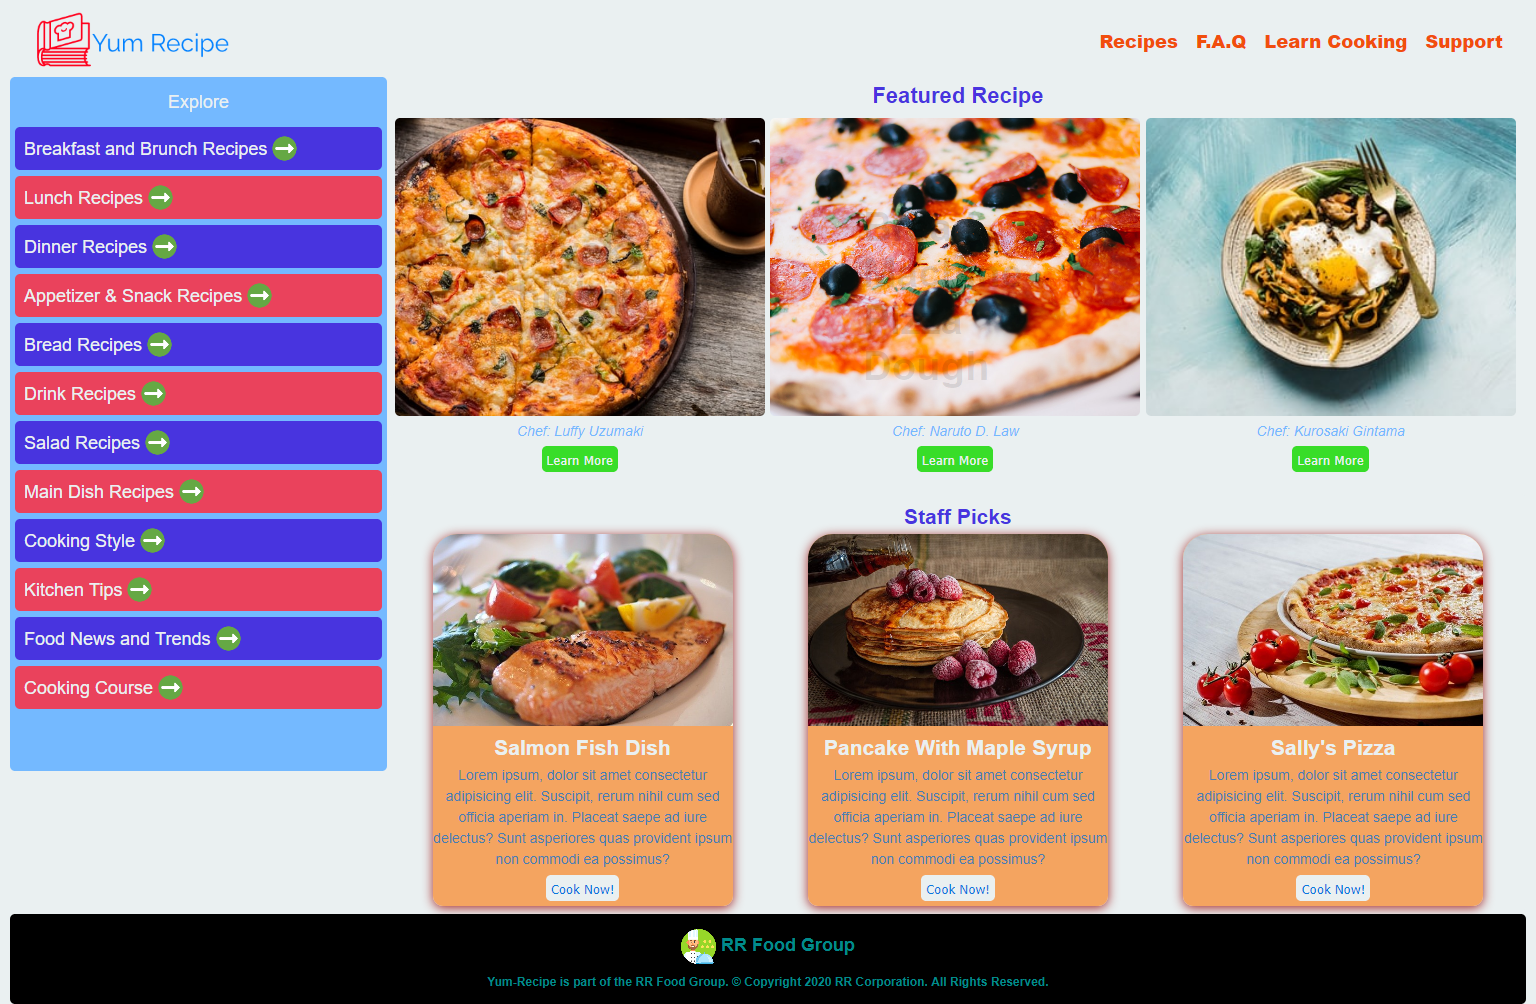 Yum Recipe
Recipes F.A.Q Learn Cooking Support
Explore
Breakfast and Brunch Recipes
Lunch Recipes
Dinner Recipes
Appetizer & Snack Recipes
Bread Recipes
Drink Recipes
Salad Recipes
Main Dish Recipes
Cooking Style
Kitchen Tips
Food News and Trends
Cooking Course
Featured Recipe
Dough
Chef: Luffy Uzumaki
Learn More
Chef: Naruto D. Law
Learn More
Chef: Kurosaki Gintama
Learn More
Staff Picks
Salmon Fish Dish
Lorem ipsum, dolor sit amet consectetur
adipisicing elit. Suscipit, rerum nihil cum sed
officia aperiam in. Placeat saepe ad iure
delectus? Sunt asperiores quas provident ipsum
non commodi ea possimus?
Cook Now!
Pancake With Maple Syrup
Lorem ipsum, dolor sit amet consectetur
adipisicing elit. Suscipit, rerum nihil cum sed
officia aperiam in. Placeat saepe ad iure
delectus? Sunt asperiores quas provident ipsum
non commodi ea possimus?
Cook Now!
Sally's Pizza
Lorem ipsum, dolor sit amet consectetur
adipisicing elit. Suscipit, rerum nihil cum sed
officia aperiam in. Placeat saepe ad iure
delectus? Sunt asperiores quas provident ipsum
non commodi ea possimus?
Cook Now!
RR Food Group
Yum-Recipe is part of the RR Food Group. © Copyright 2020 RR Corporation. All Rights Reserved.